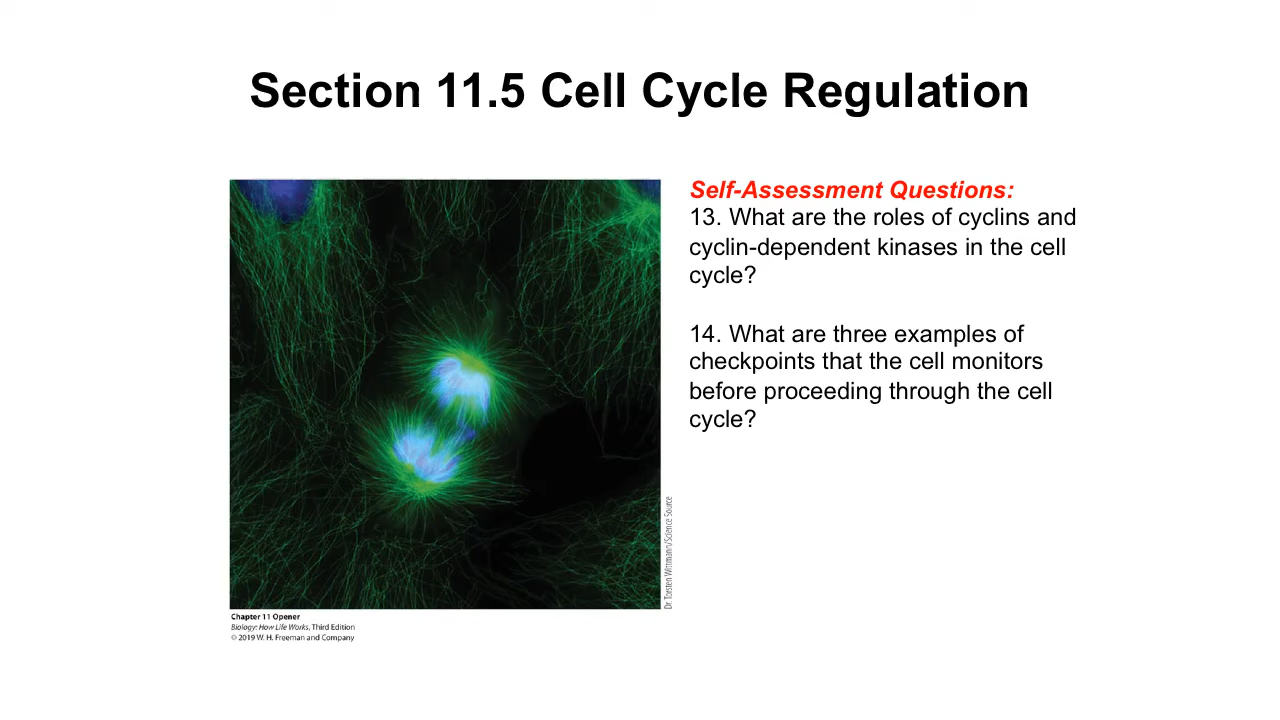 Section 11.5 Cell Cycle Regulation
Self-Assessment Questions:
13. What are the roles of cyclins and
cyclin-dependent kinases in the cell
cycle?
14. What are three examples of
checkpoints that the cell monitors
before proceeding through the cell
cycle?
Dr. Torsten Wittmann/Science Source
Chapter 11 Opener
Biology: How Life Works, Third Edition
© 2019 W. H. Freeman and Company